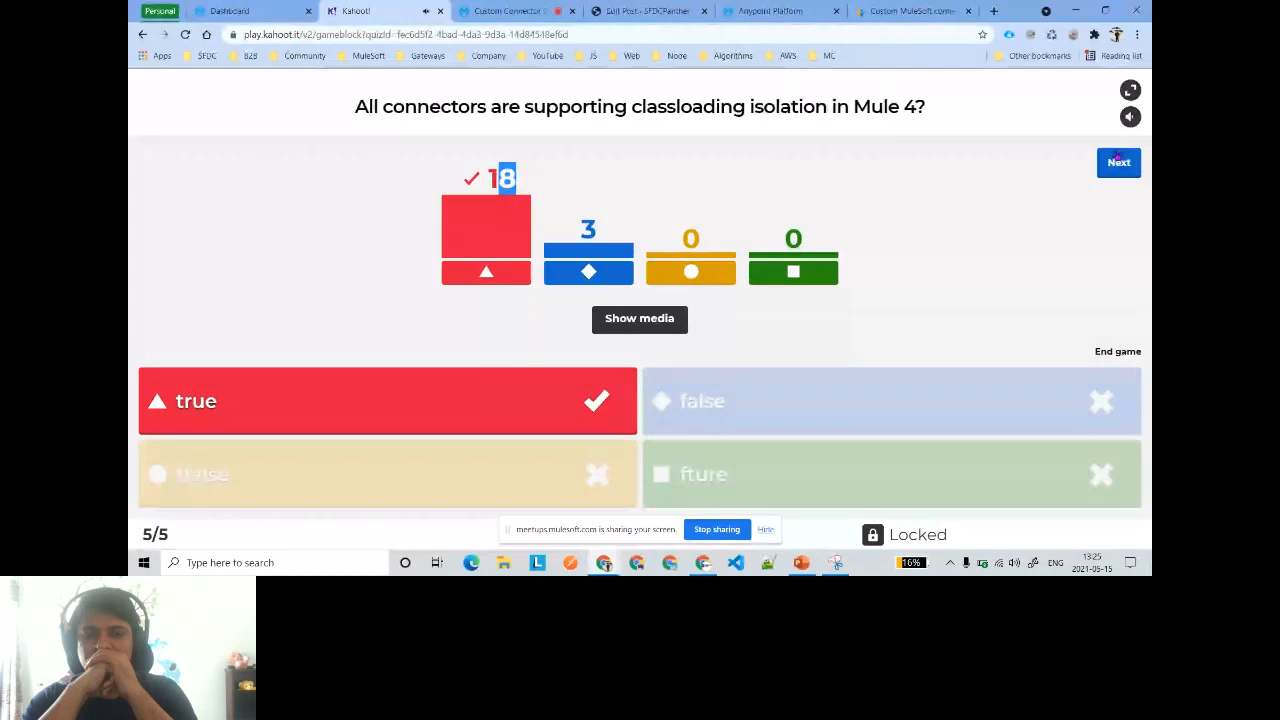 Personal
Dashboard
Kahoot!
Custom Connector D
Edit Post ‹ SFDCPanther
Anypoint Platform
Custom MuleSoft conne
play.kahoot.it/v2/gameblock?quizId=fec6d5f2-4bad-4da3-9d3a-14d84548ef6d
Apps
SFDC
B2B
Community
MuleSoft
Gateways
Company
YouTube
JS
Web
Node
Algorithms
AWS
MC
Other bookmarks
Reading list
All connectors are supporting classloading isolation in Mule 4?
Next
18
3
0
0
Show media
End game
true
false
fture
5/5
meetups.mulesoft.com is sharing your screen.
Stop sharing
Hide
Locked
Type here to search
16%
ENG
13:25
2021-05-15